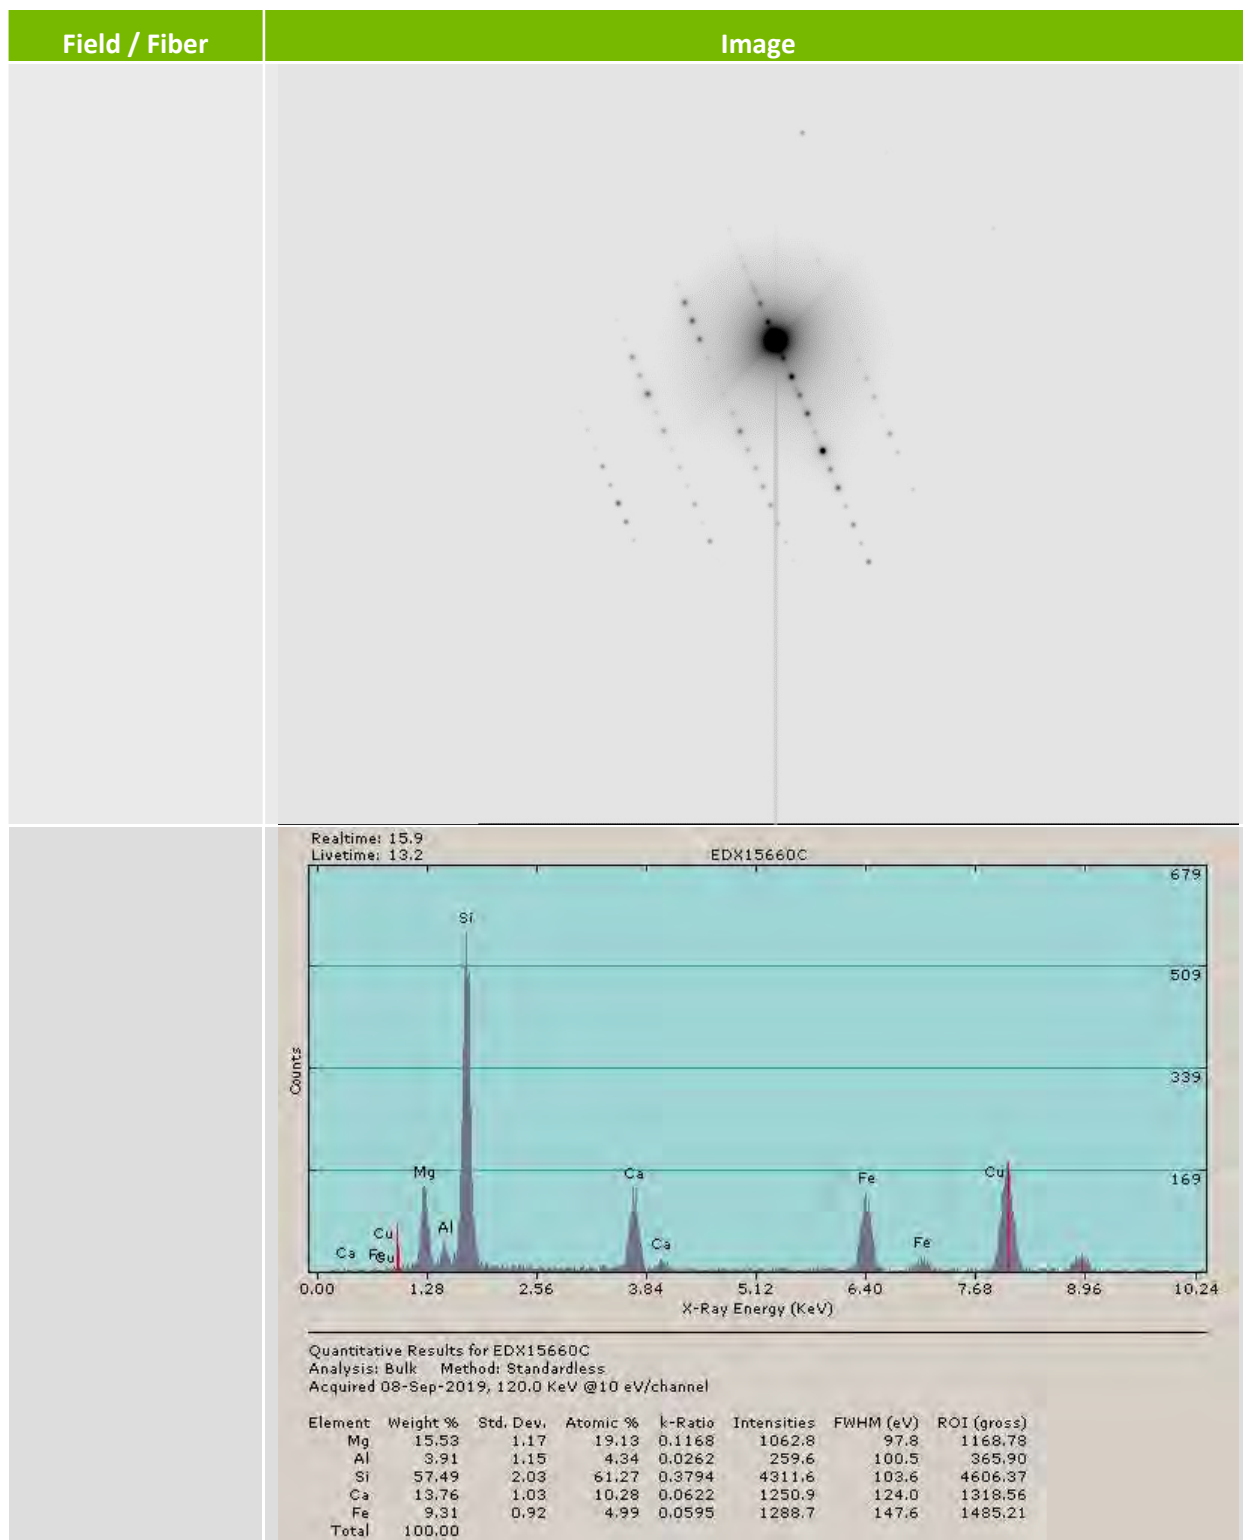 Field / Fiber Image
Realtime: 15.9
Livetime: 13.2 EDX15660C
679
Si
509
Counts
339
Mg Ca Fe Cu 169
Cu Al Ca Fe
Ca Fe Cu
0.00 1.28 2.56 3.84 5.12 6.40 7.68 8.96 10.24
X-Ray Energy (KeV)
Quantitative Results for EDX15660C
Analysis: Bulk Method: Standardless
Acquired 08-Sep-2019, 120.0 KeV @10 eV/channel
Element Weight % Std. Dev. Atomic % k-Ratio Intensities FWHM (eV) ROI (gross)
Mg 15.53 1.17 19.13 0.1168 1062.8 97.8 1168.78
Al 3.91 1.15 4.34 0.0262 259.6 100.5 365.90
Si 57.49 2.03 61.27 0.3794 4311.6 103.6 4606.37
Ca 13.76 1.03 10.28 0.0622 1250.9 124.0 1318.56
Fe 9.31 0.92 4.99 0.0595 1288.7 147.6 1485.21
Total 100.00